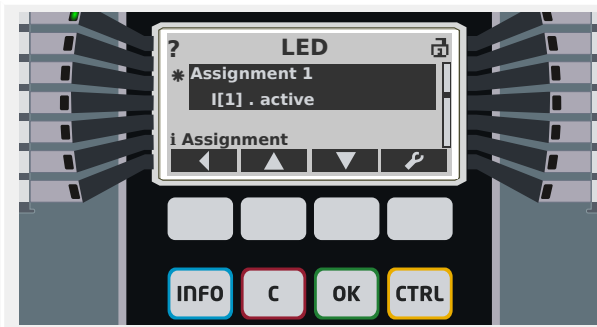 ? LED
Assignment 1
I[1] . active
i Assignment
INFO C OK CTRL